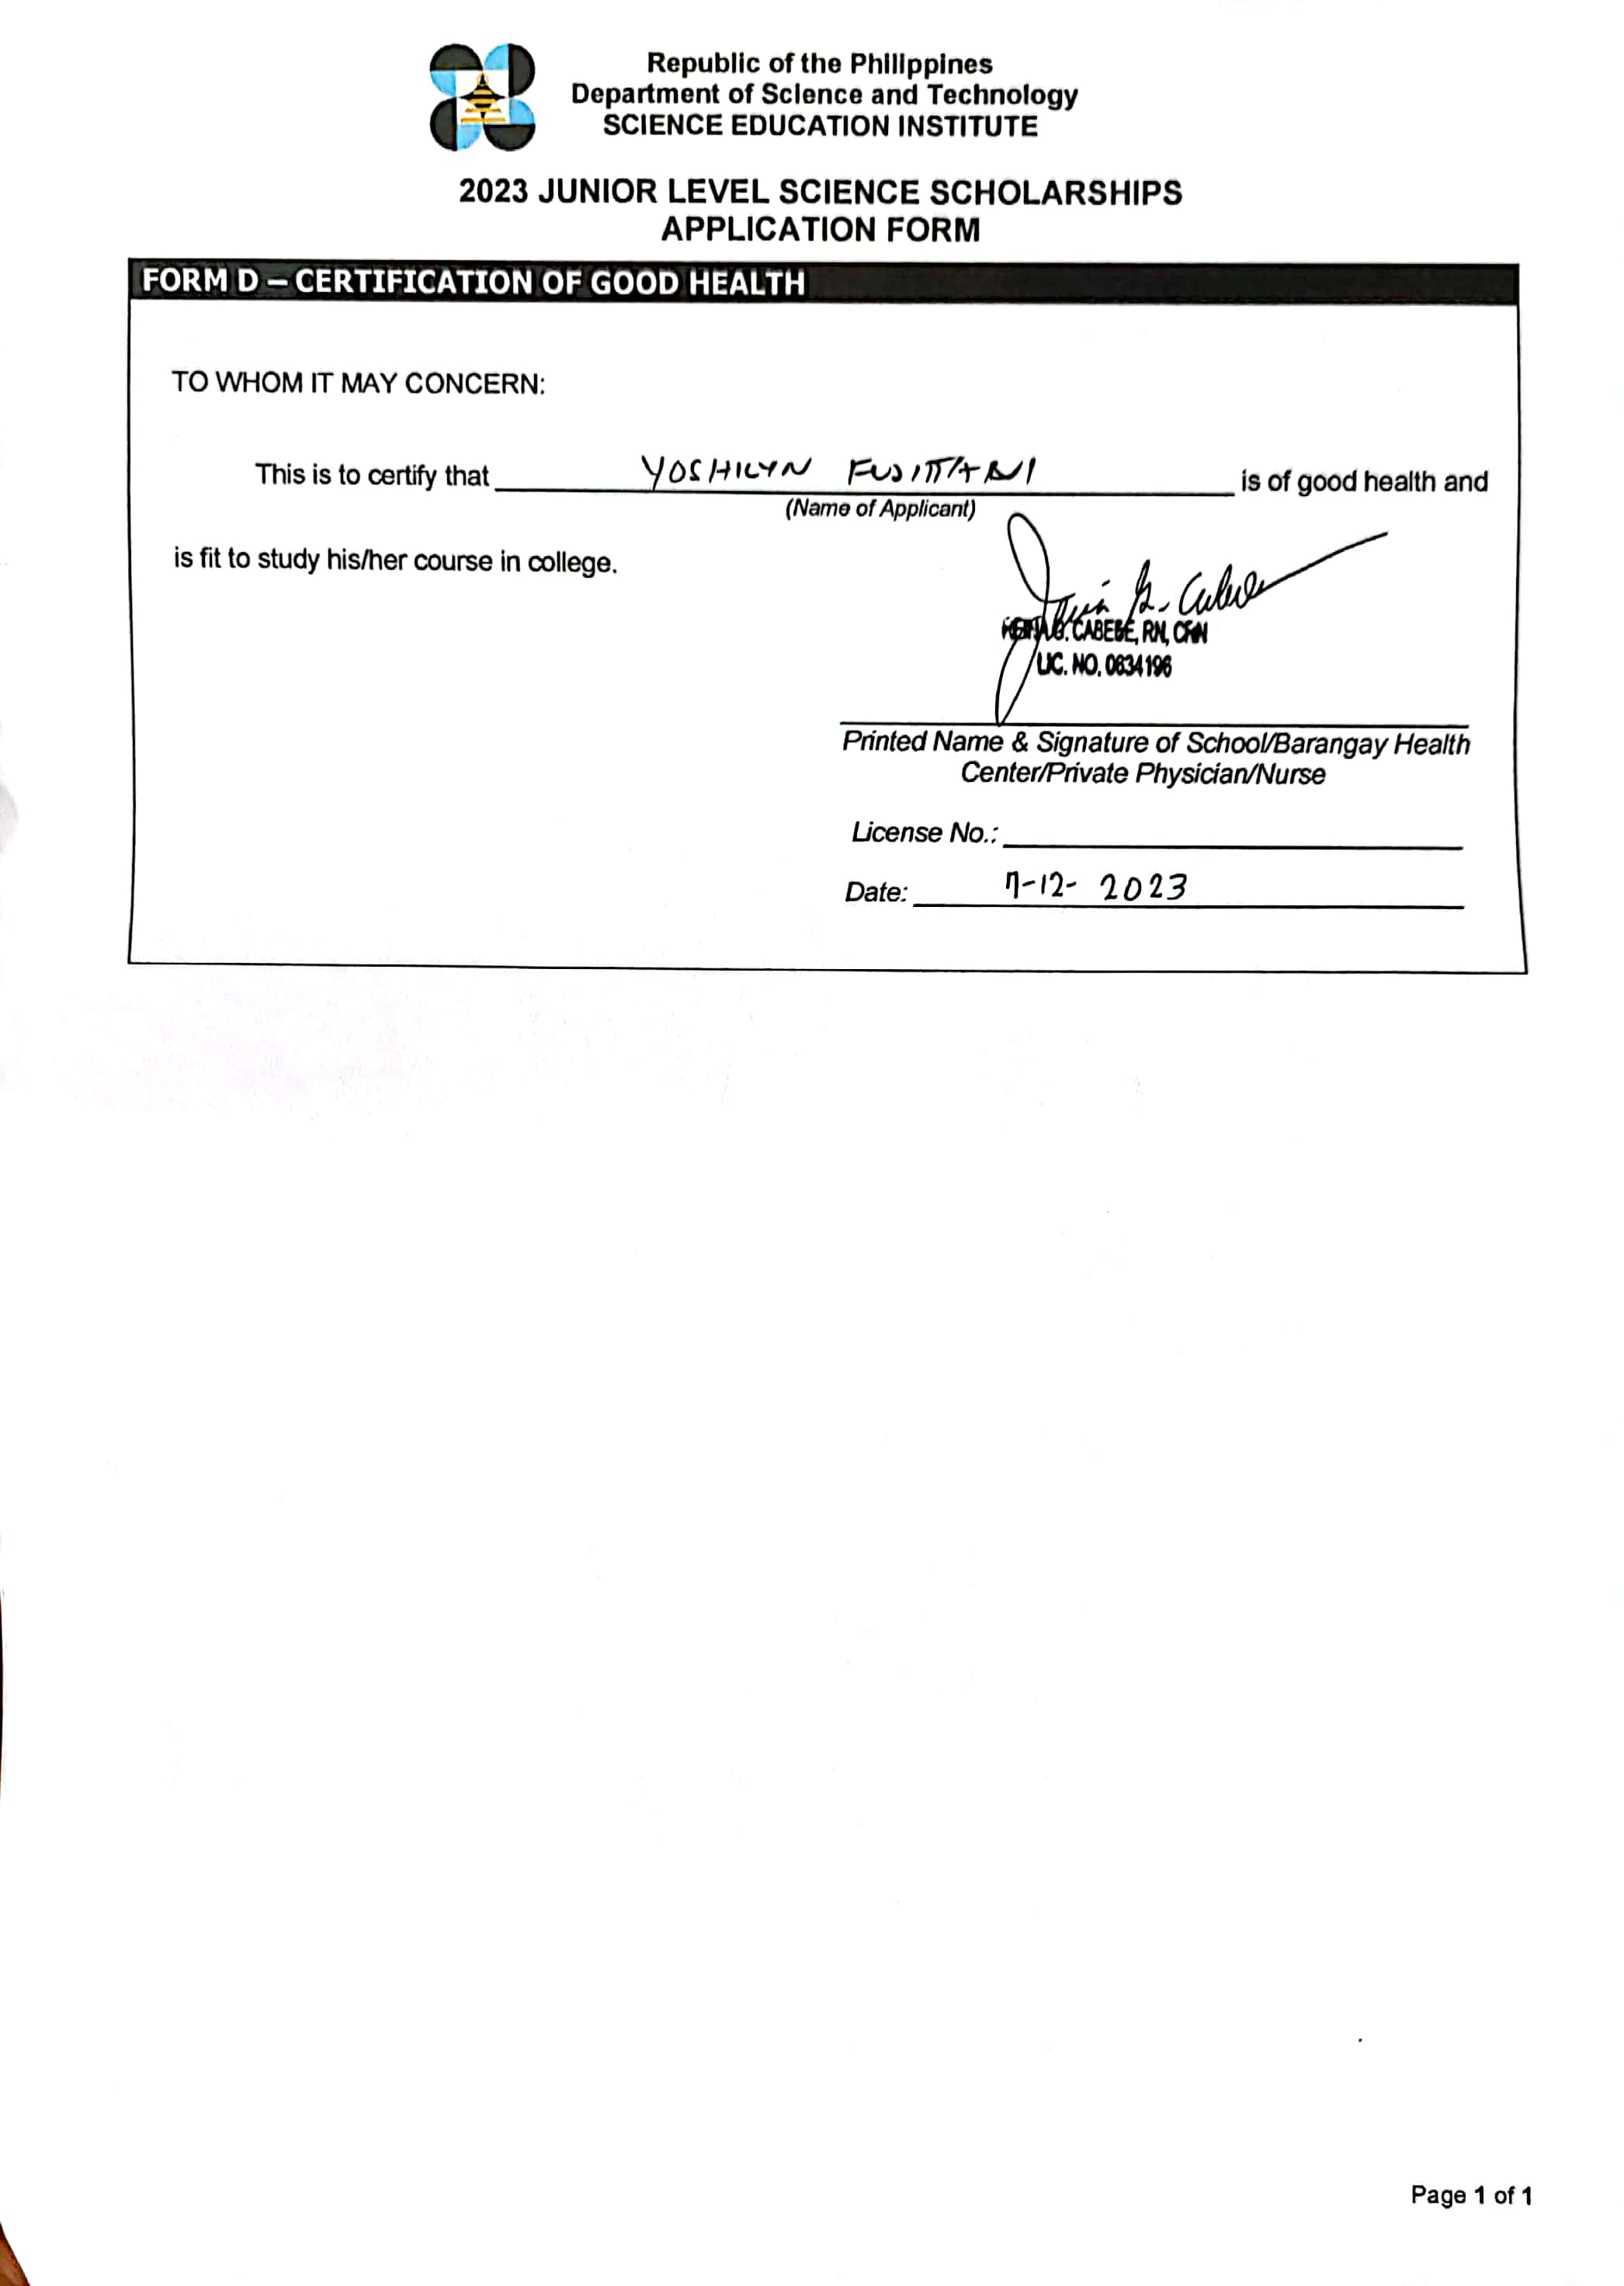 Republic of the Philippines
Department of Science and Technology
SCIENCE EDUCATION INSTITUTE
2023 JUNIOR LEVEL SCIENCE SCHOLARSHIPS
APPLICATION FORM
FORM D – CERTIFICATION OF GOOD HEALTH
TO WHOM IT MAY CONCERN:
This is to certify that YOSHILYN FUJITANI is of good health and
(Name of Applicant)
is fit to study his/her course in college.
G. CABEBE, RN,
LIC. NO. 0634196
Printed Name & Signature of School/Barangay Health
Center/Private Physician/Nurse
License No.:
Date: 7-12-2023
Page 1 of 1